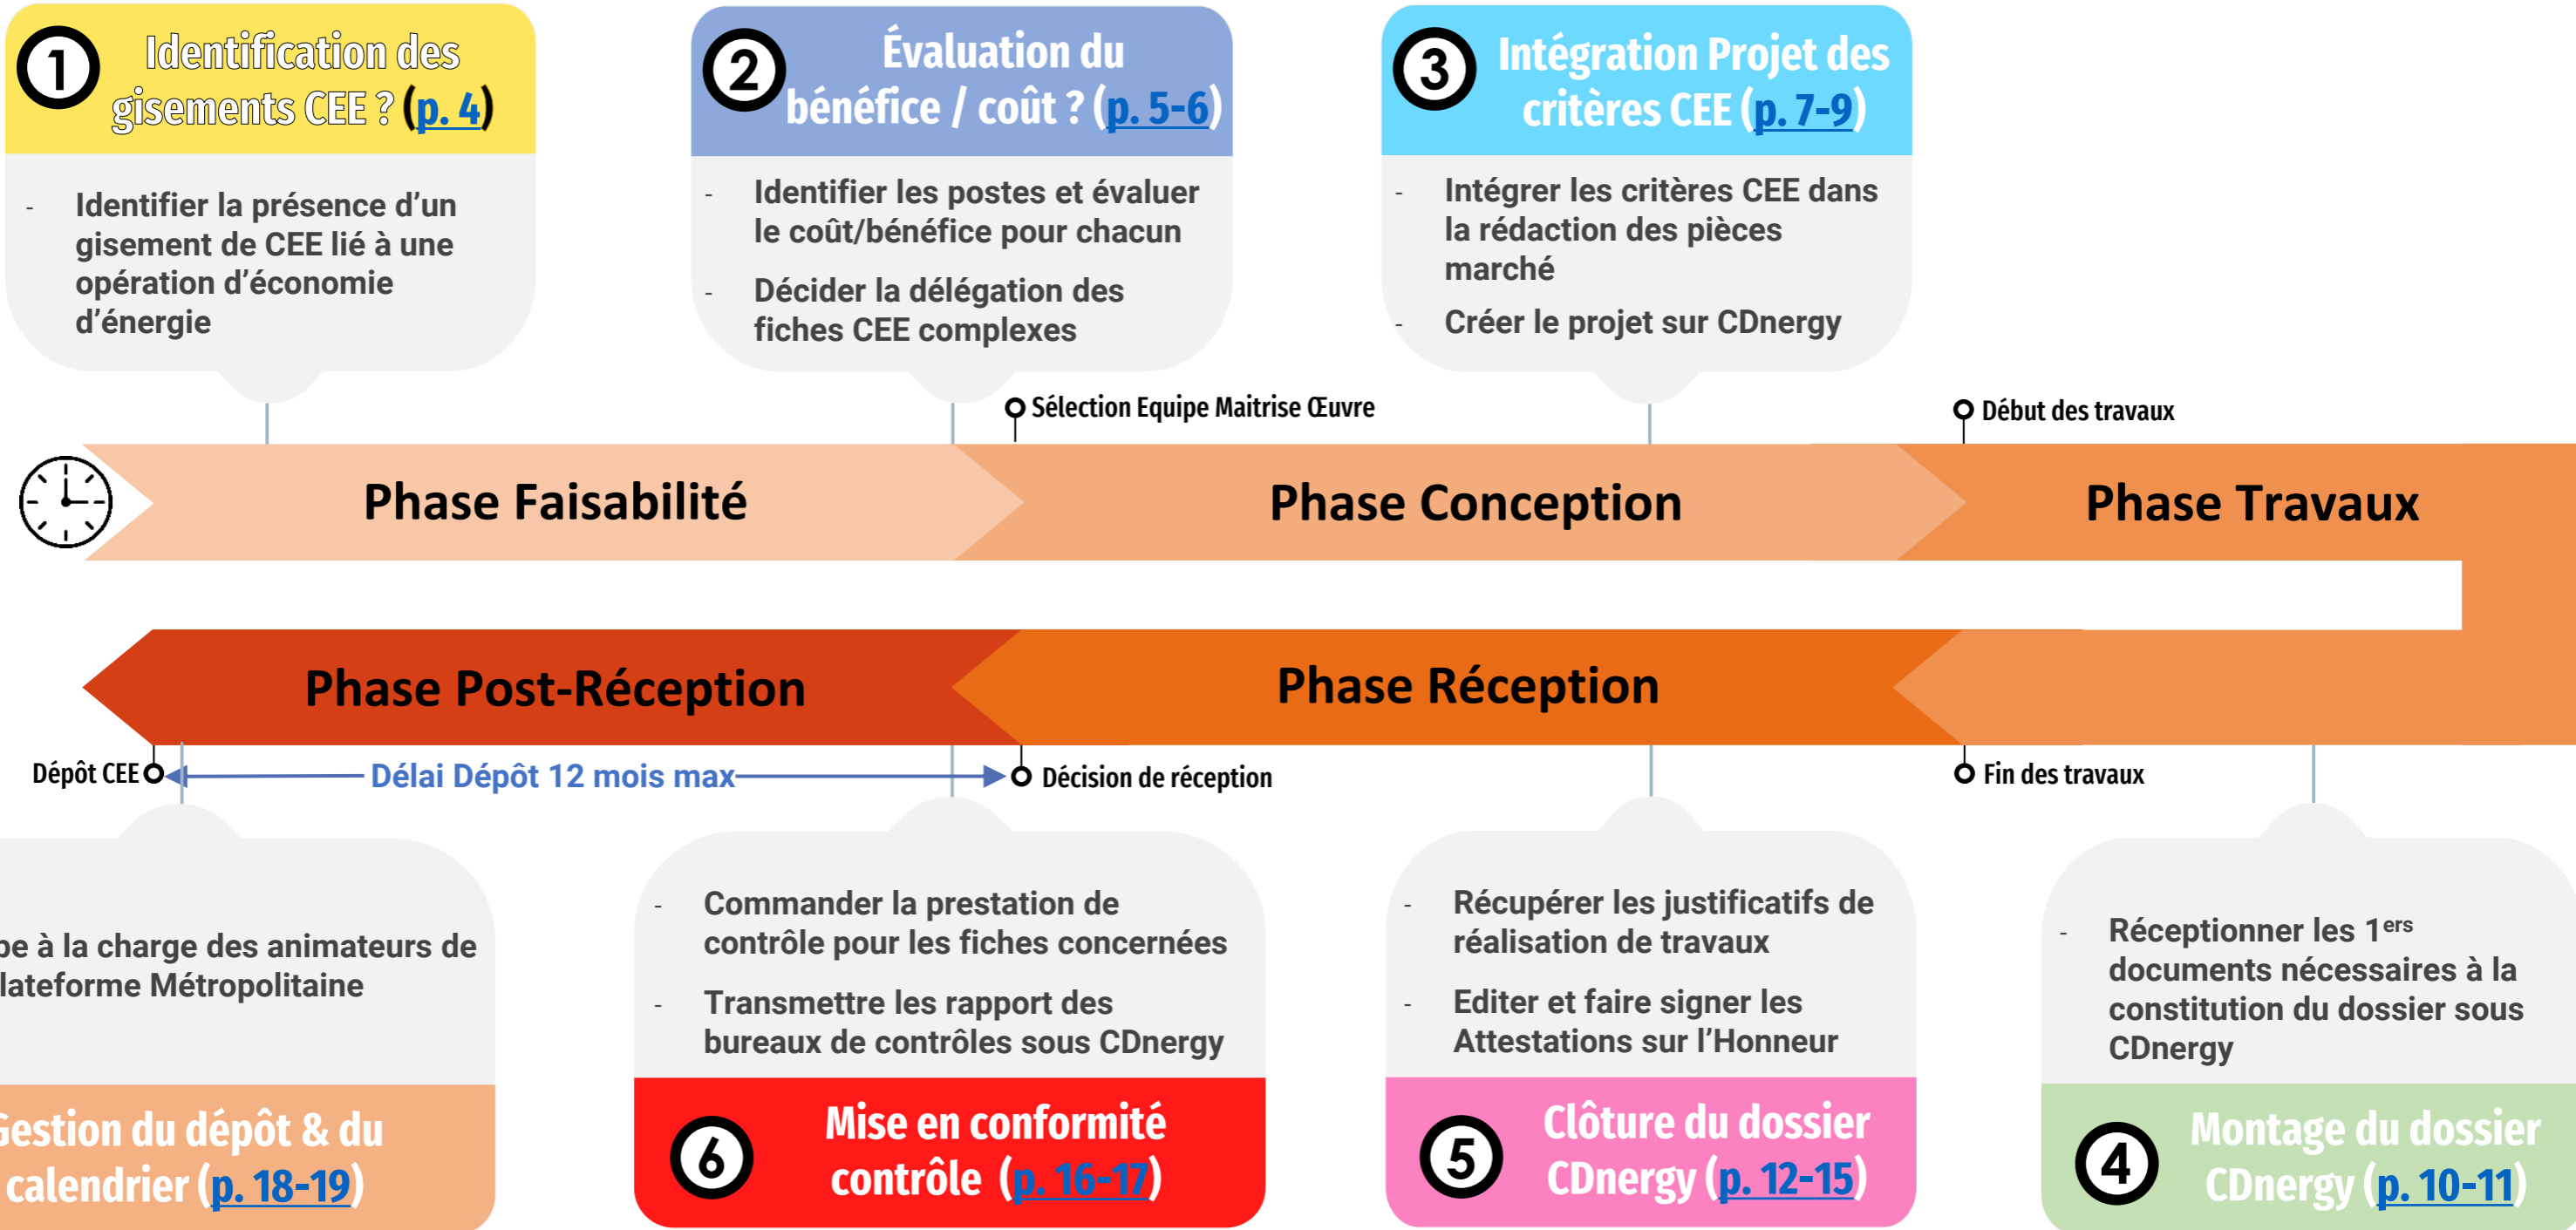 1
Identification des
gisements CEE ? (p. 4)
- Identifier la présence d’un
gisement de CEE lié à une
opération d’économie
d’énergie
2
Évaluation du
bénéfice / coût ? (p. 5-6)
- Identifier les postes et évaluer
le coût/bénéfice pour chacun
- Décider la délégation des
fiches CEE complexes
3
Intégration Projet des
critères CEE (p. 7-9)
- Intégrer les critères CEE dans
la rédaction des pièces
marché
- Créer le projet sur CDnergy
Sélection Equipe Maitrise Œuvre
Début des travaux
Phase Faisabilité
Phase Conception
Phase Travaux
Phase Post-Réception
Phase Réception
Dépôt CEE
Délai Dépôt 12 mois max
Décision de réception
Fin des travaux
à la charge des animateurs de
Métropolitaine
Gestion du dépôt & du
calendrier (p. 18-19)
- Commander la prestation de
contrôle pour les fiches concernées
- Transmettre les rapport des
bureaux de contrôles sous CDnergy
6
Mise en conformité
contrôle (p. 16-17)
- Récupérer les justificatifs de
réalisation de travaux
- Editer et faire signer les
Attestations sur l’Honneur
5
Clôture du dossier
CDnergy (p. 12-15)
- Réceptionner les 1ers
documents nécessaires à la
constitution du dossier sous
CDnergy
4
Montage du dossier
CDnergy (p. 10-11)